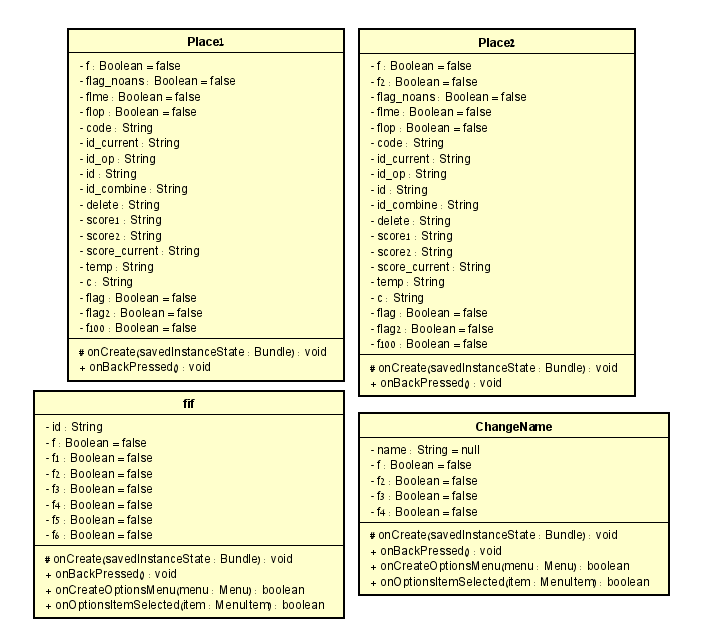 Place1
- f : Boolean = false
- flag_noans : Boolean = false
- flme : Boolean = false
- flop : Boolean = false
- code : String
- id_current : String
- id_op : String
- id : String
- id_combine : String
- delete : String
- score1 : String
- score2 : String
- score_current : String
- temp : String
- c : String
- flag : Boolean = false
- flag2 : Boolean = false
- f100 : Boolean = false
# onCreate(savedInstanceState : Bundle) : void
+ onBackPressed() : void
Place2
- f : Boolean = false
- f2 : Boolean = false
- flag_noans : Boolean = false
- flme : Boolean = false
- flop : Boolean = false
- code : String
- id_current : String
- id_op : String
- id : String
- id_combine : String
- delete : String
- score1 : String
- score2 : String
- score_current : String
- temp : String
- c : String
- flag : Boolean = false
- flag2 : Boolean = false
- f100 : Boolean = false
# onCreate(savedInstanceState : Bundle) : void
+ onBackPressed() : void
fif
- id : String
- f : Boolean = false
- f1 : Boolean = false
- f2 : Boolean = false
- f3 : Boolean = false
- f4 : Boolean = false
- f5 : Boolean = false
- f6 : Boolean = false
# onCreate(savedInstanceState : Bundle) : void
+ onBackPressed() : void
+ onCreateOptionsMenu(menu : Menu) : boolean
+ onOptionsItemSelected(item : MenuItem) : boolean
ChangeName
- name : String = null
- f : Boolean = false
- f2 : Boolean = false
- f3 : Boolean = false
- f4 : Boolean = false
# onCreate(savedInstanceState : Bundle) : void
+ onBackPressed() : void
+ onCreateOptionsMenu(menu : Menu) : boolean
+ onOptionsItemSelected(item : MenuItem) : boolean